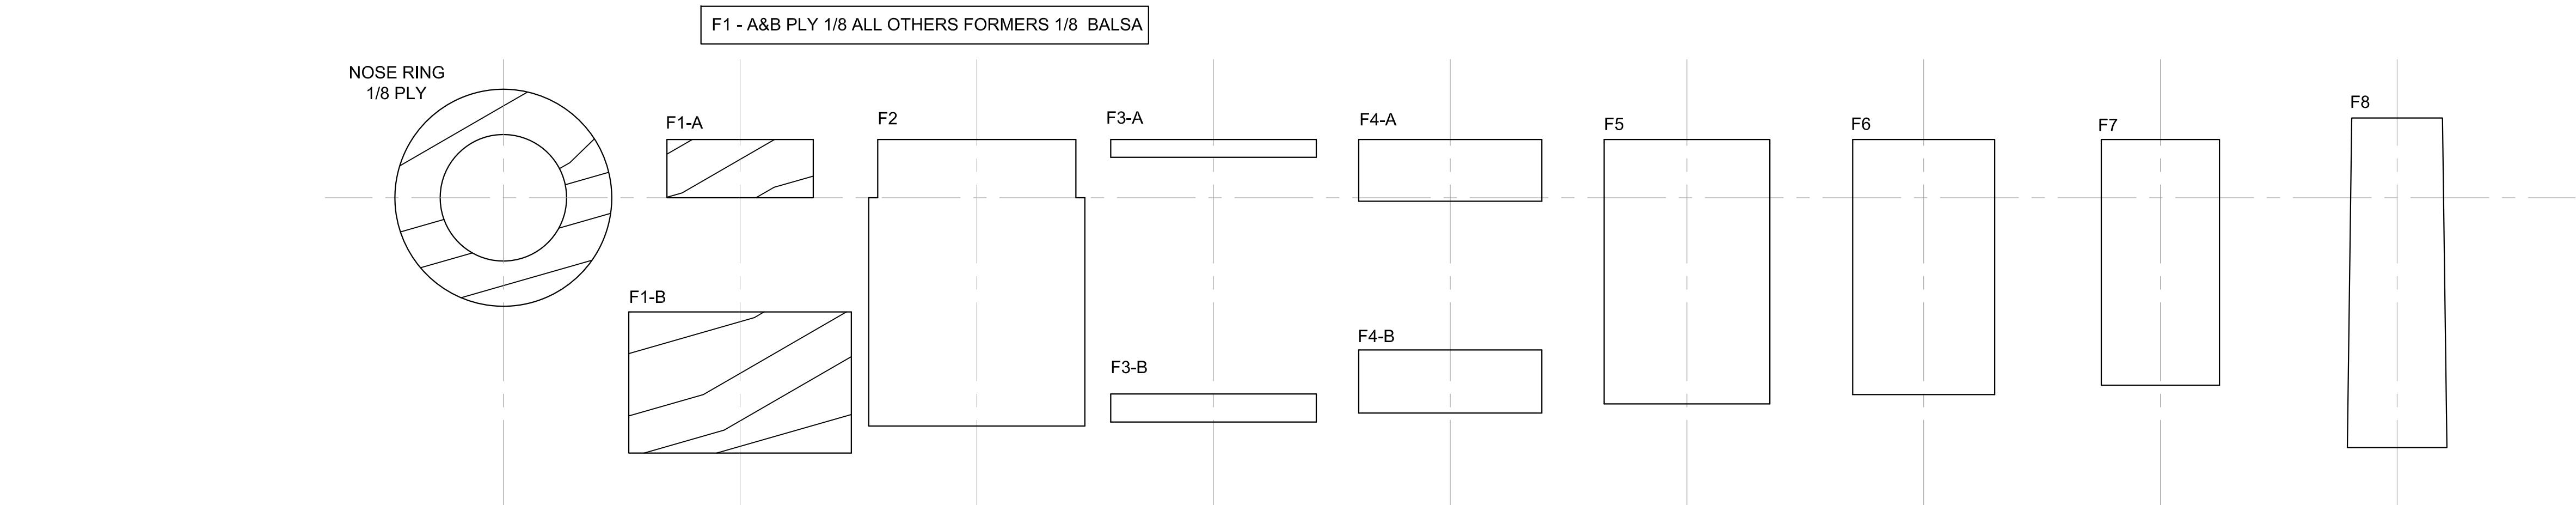 F1 - A&B PLY 1/8 ALL OTHERS FORMERS 1/8 BALSA
NOSE RING
1/8 PLY
F1-A
F2
F3-A
F4-A
F5
F6
F7
F8
F1-B
F3-B
F4-B